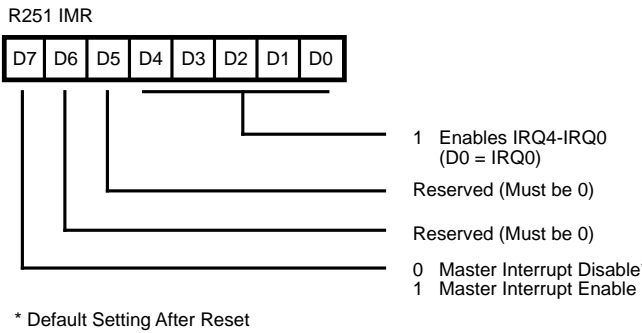 R251 IMR
D7 D6 D5 D4 D3 D2 D1 D0
1 Enables IRQ4-IRQ0
(D0 = IRQ0)
Reserved (Must be 0)
Reserved (Must be 0)
0 Master Interrupt Disable*
1 Master Interrupt Enable
* Default Setting After Reset